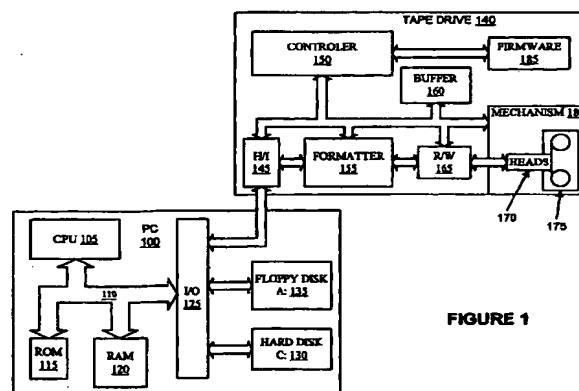 TAPE DRIVE 140
CONTROLER
150
FIRMWARE
185
BUFFER
160
MECHANISM 18
H/I
145
FORMATTER
155
R/W
165
HEADS
170
175
CPU 105
PC
100
I/O
125
110
FLOPPY DISK
A: 135
ROM
115
RAM
120
HARD DISK
C: 130
FIGURE 1